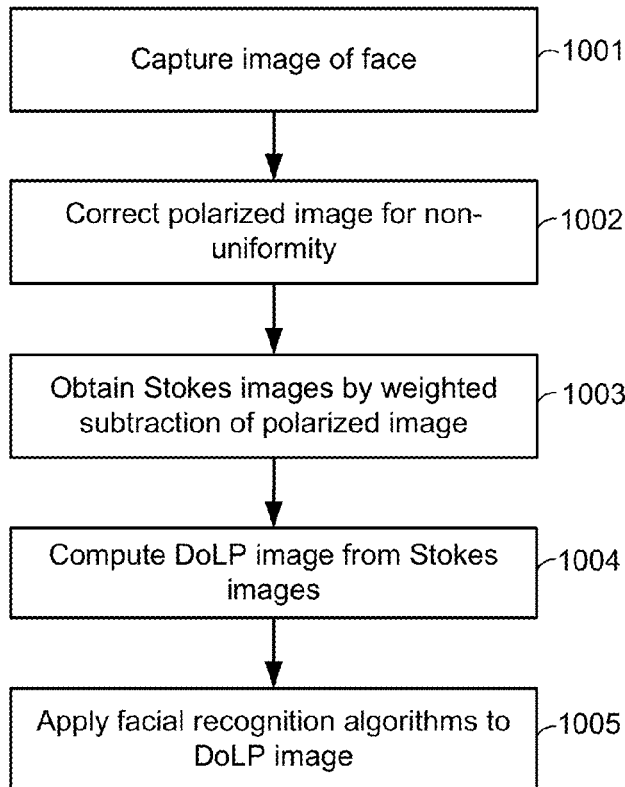 Capture image of face
1001
Correct polarized image for non-
uniformity
1002
Obtain Stokes images by weighted
subtraction of polarized image
1003
Compute DoLP image from Stokes
images
1004
Apply facial recognition algorithms to
DoLP image
1005